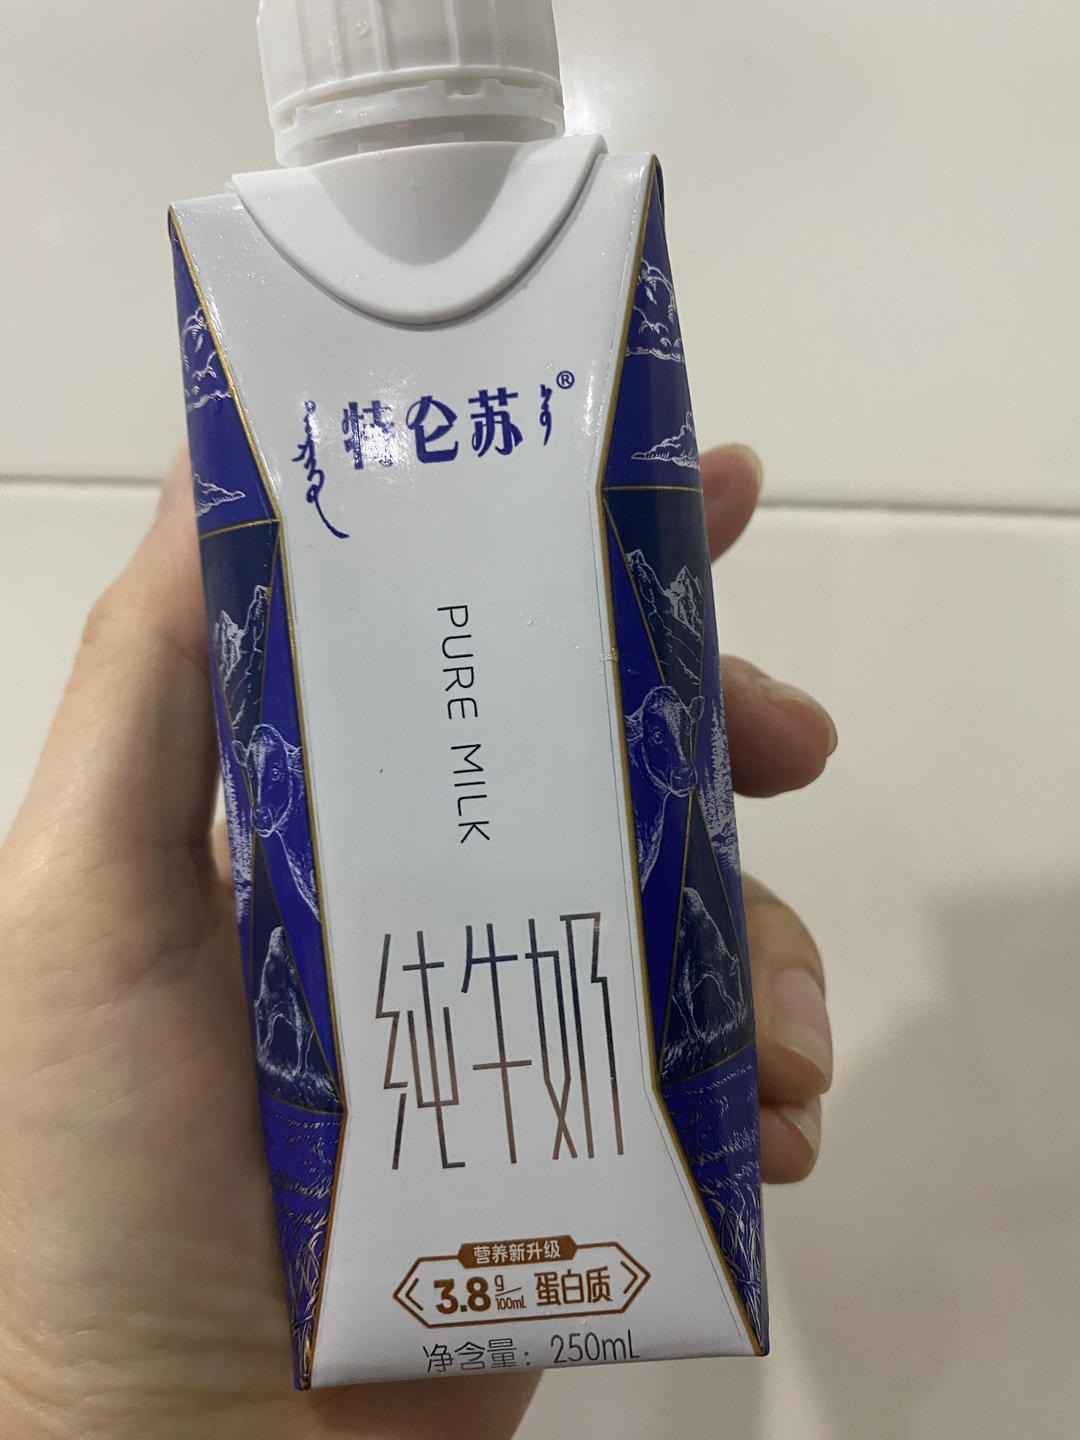 特仑苏®
PURE MILK
纯牛奶
营养新升级
3.8g/100mL 蛋白质
净含量：250mL